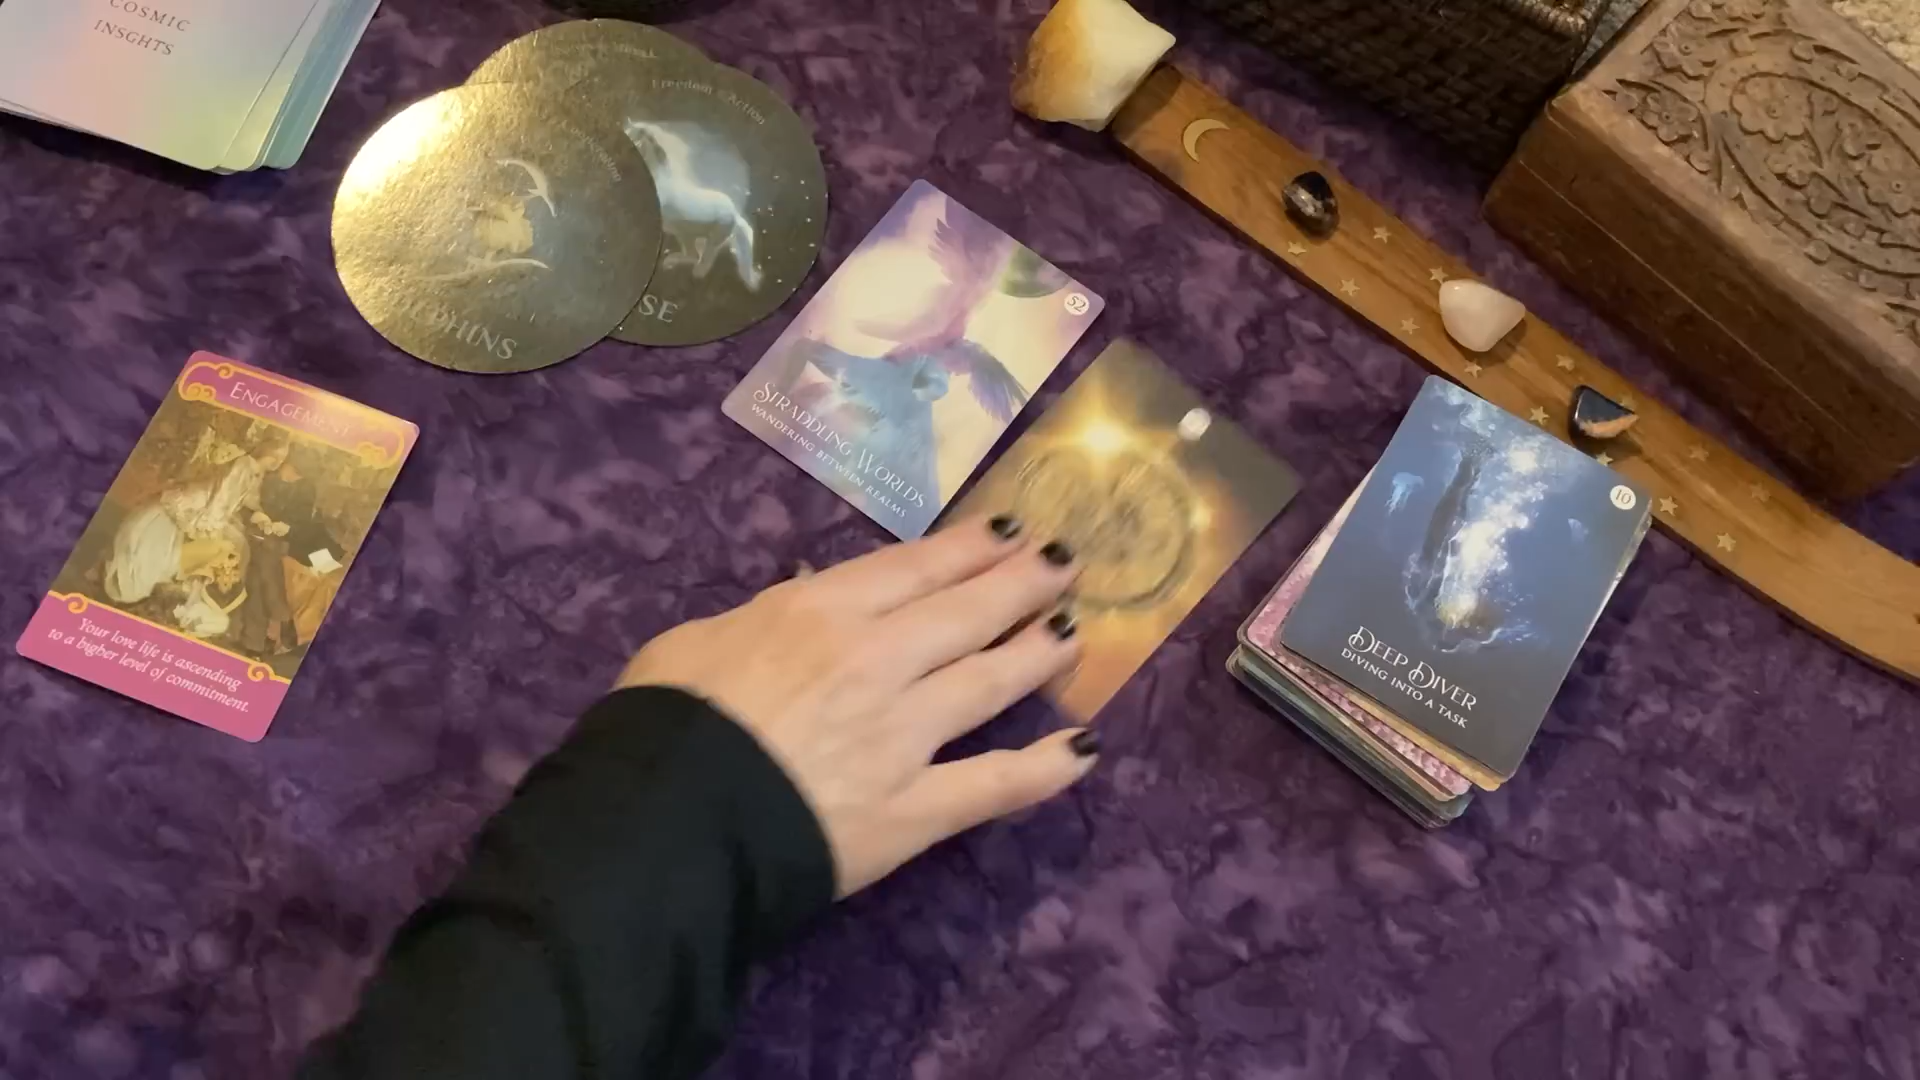 COSMIC
INSGHTS
Freedom & Action
SE
PHINS
ENGAGEMENT
Your love life is ascending
to a higher level of commitment.
52
STRADDLING WORLDS
WANDERING BETWEEN REALMS
10
DEEP DIVER
DIVING INTO A TASK